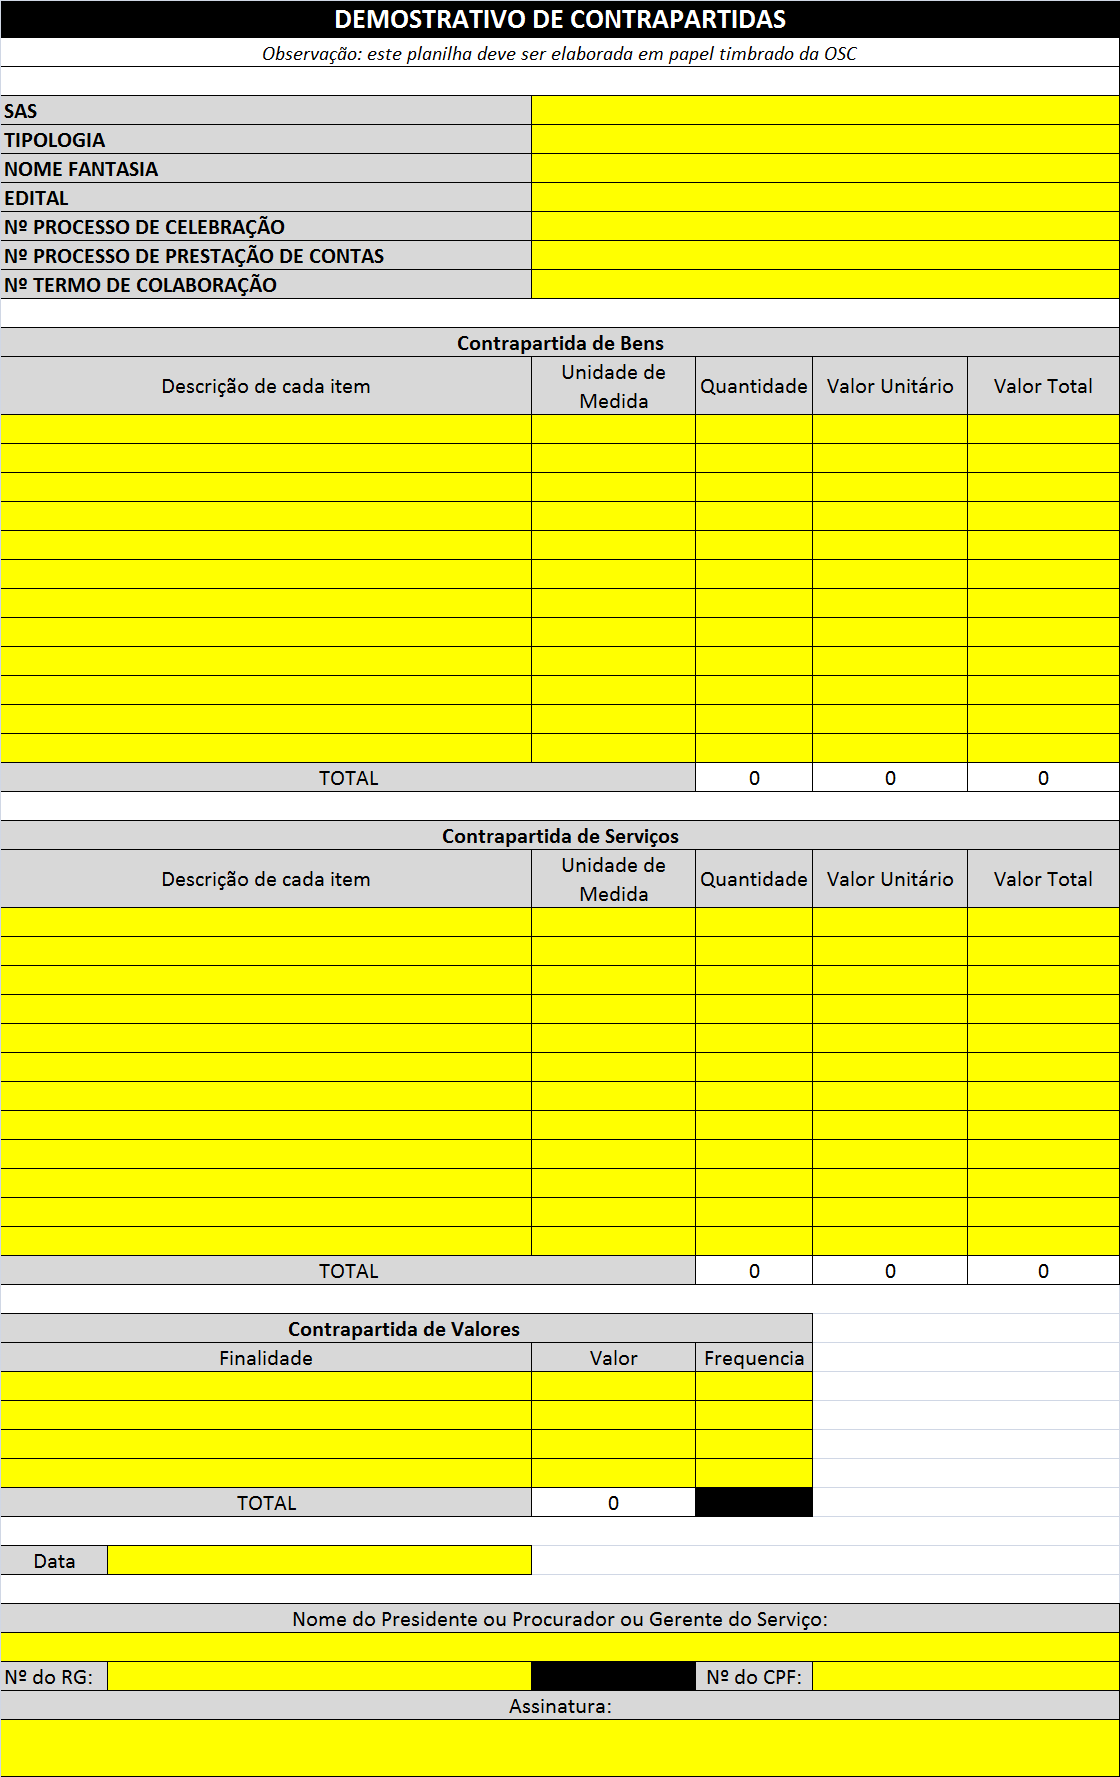 DEMOSTRATIVO DE CONTRAPARTIDAS
Observação: este planilha deve ser elaborada em papel timbrado da OSC
SAS
TIPOLOGIA
NOME FANTASIA
EDITAL
Nº PROCESSO DE CELEBRAÇÃO
Nº PROCESSO DE PRESTAÇÃO DE CONTAS
Nº TERMO DE COLABORAÇÃO
Contrapartida de Bens
Descrição de cada item Unidade de Medida Quantidade Valor Unitário Valor Total
TOTAL 0 0 0
Contrapartida de Serviços
Descrição de cada item Unidade de Medida Quantidade Valor Unitário Valor Total
TOTAL 0 0 0
Contrapartida de Valores
Finalidade Valor Frequencia
TOTAL 0
Data
Nome do Presidente ou Procurador ou Gerente do Serviço:
Nº do RG: Nº do CPF:
Assinatura: